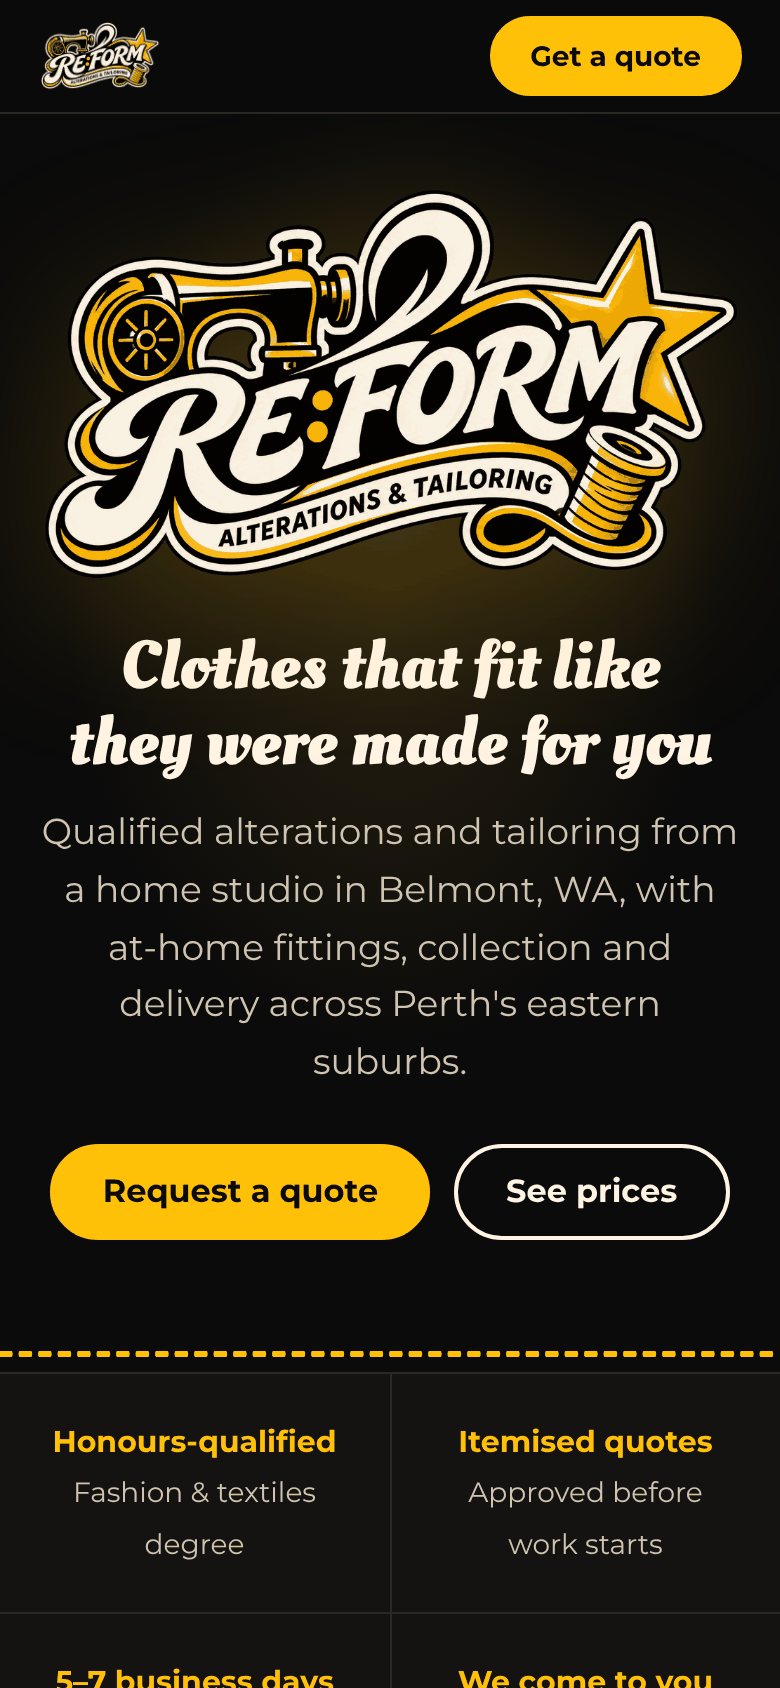 RE:FORM
ALTERATIONS & TAILORING
Get a quote
RE:FORM
ALTERATIONS & TAILORING
Clothes that fit like
they were made for you
Qualified alterations and tailoring from
a home studio in Belmont, WA, with
at-home fittings, collection and
delivery across Perth's eastern
suburbs.
Request a quote
See prices
Honours-qualified
Fashion & textiles
degree
Itemised quotes
Approved before
work starts
5–7 business days
We come to you